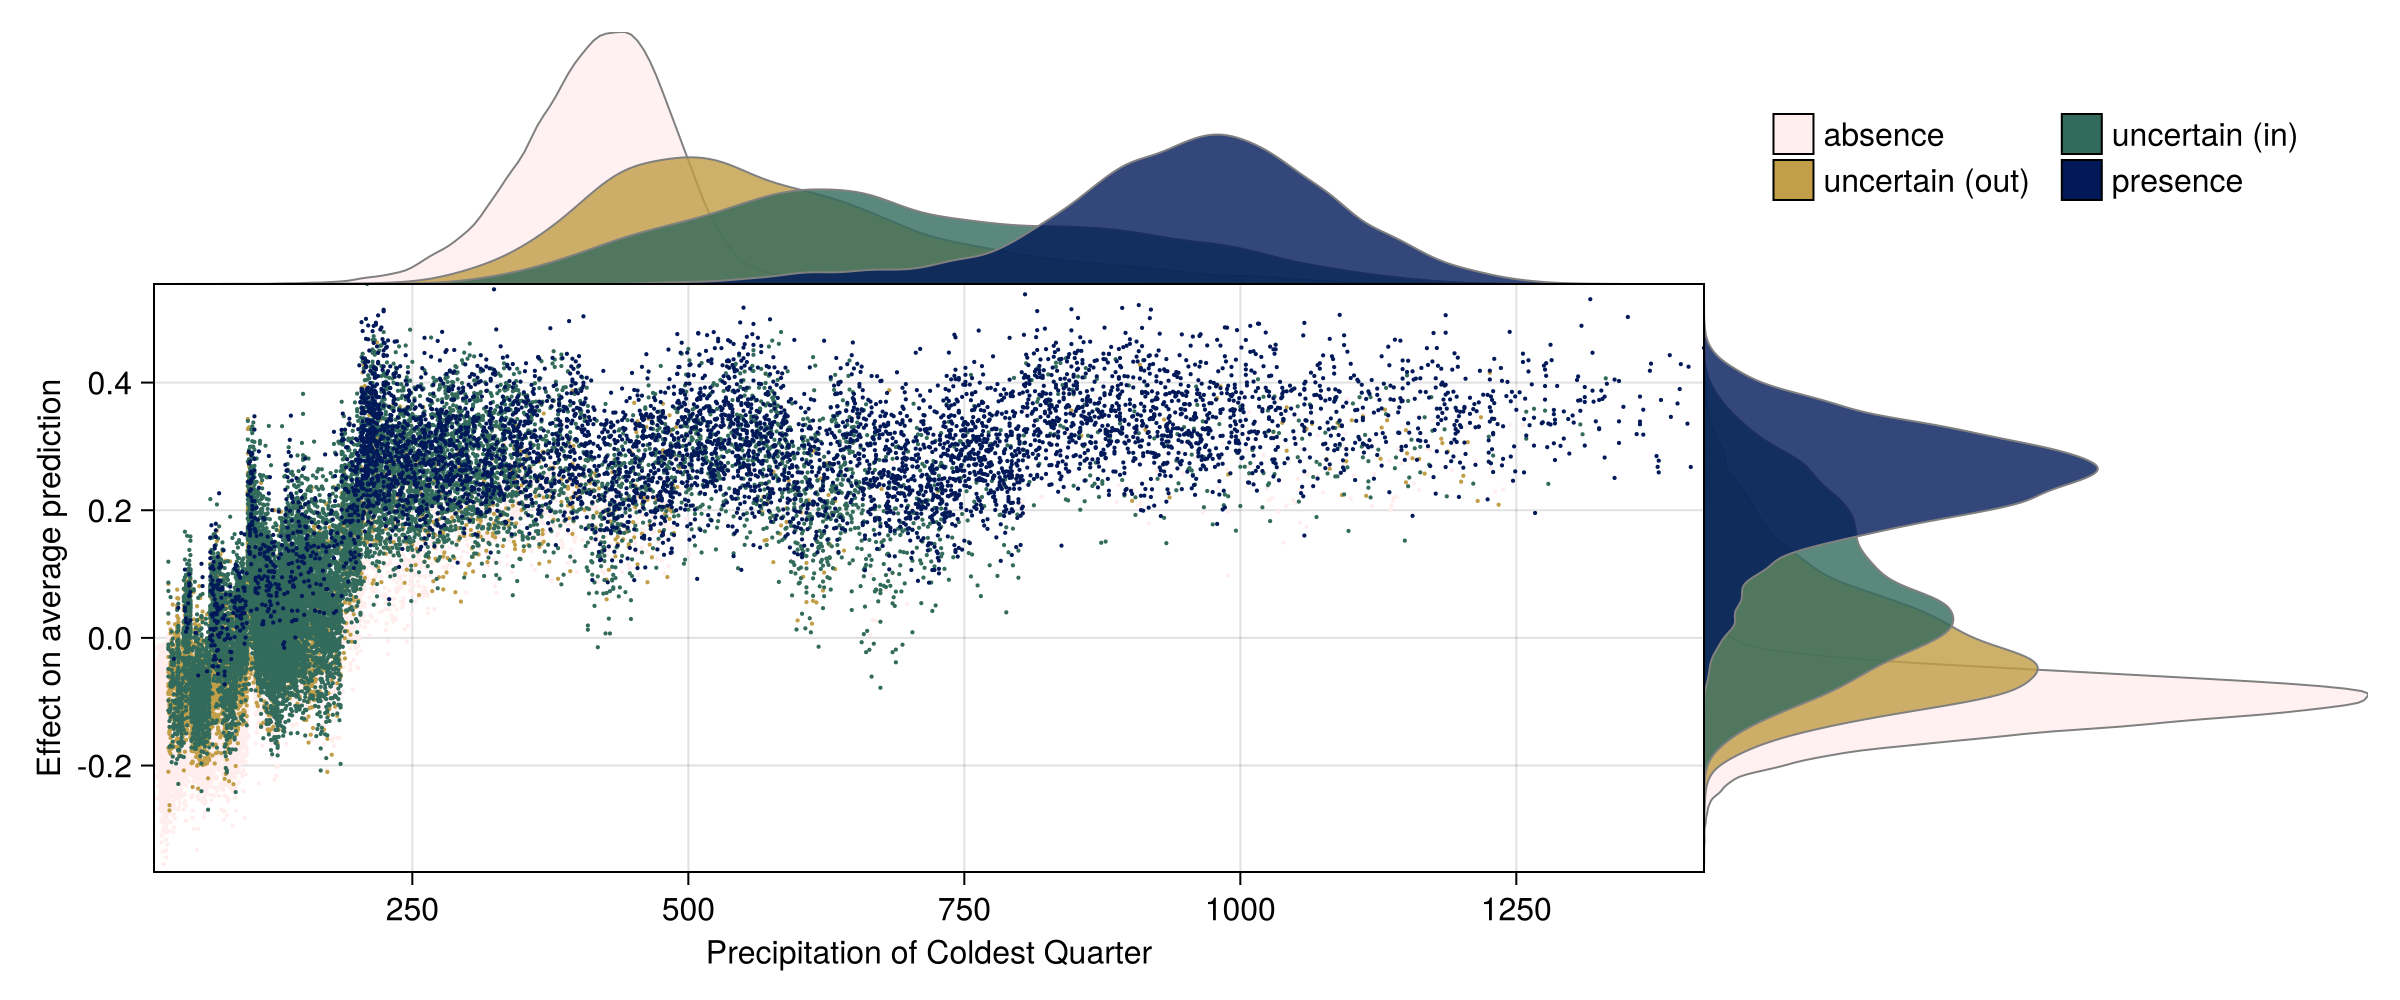 absence
uncertain (in)
uncertain (out)
presence
Effect on average prediction
0.4
0.2
0.0
-0.2
250
500
750
1000
1250
Precipitation of Coldest Quarter